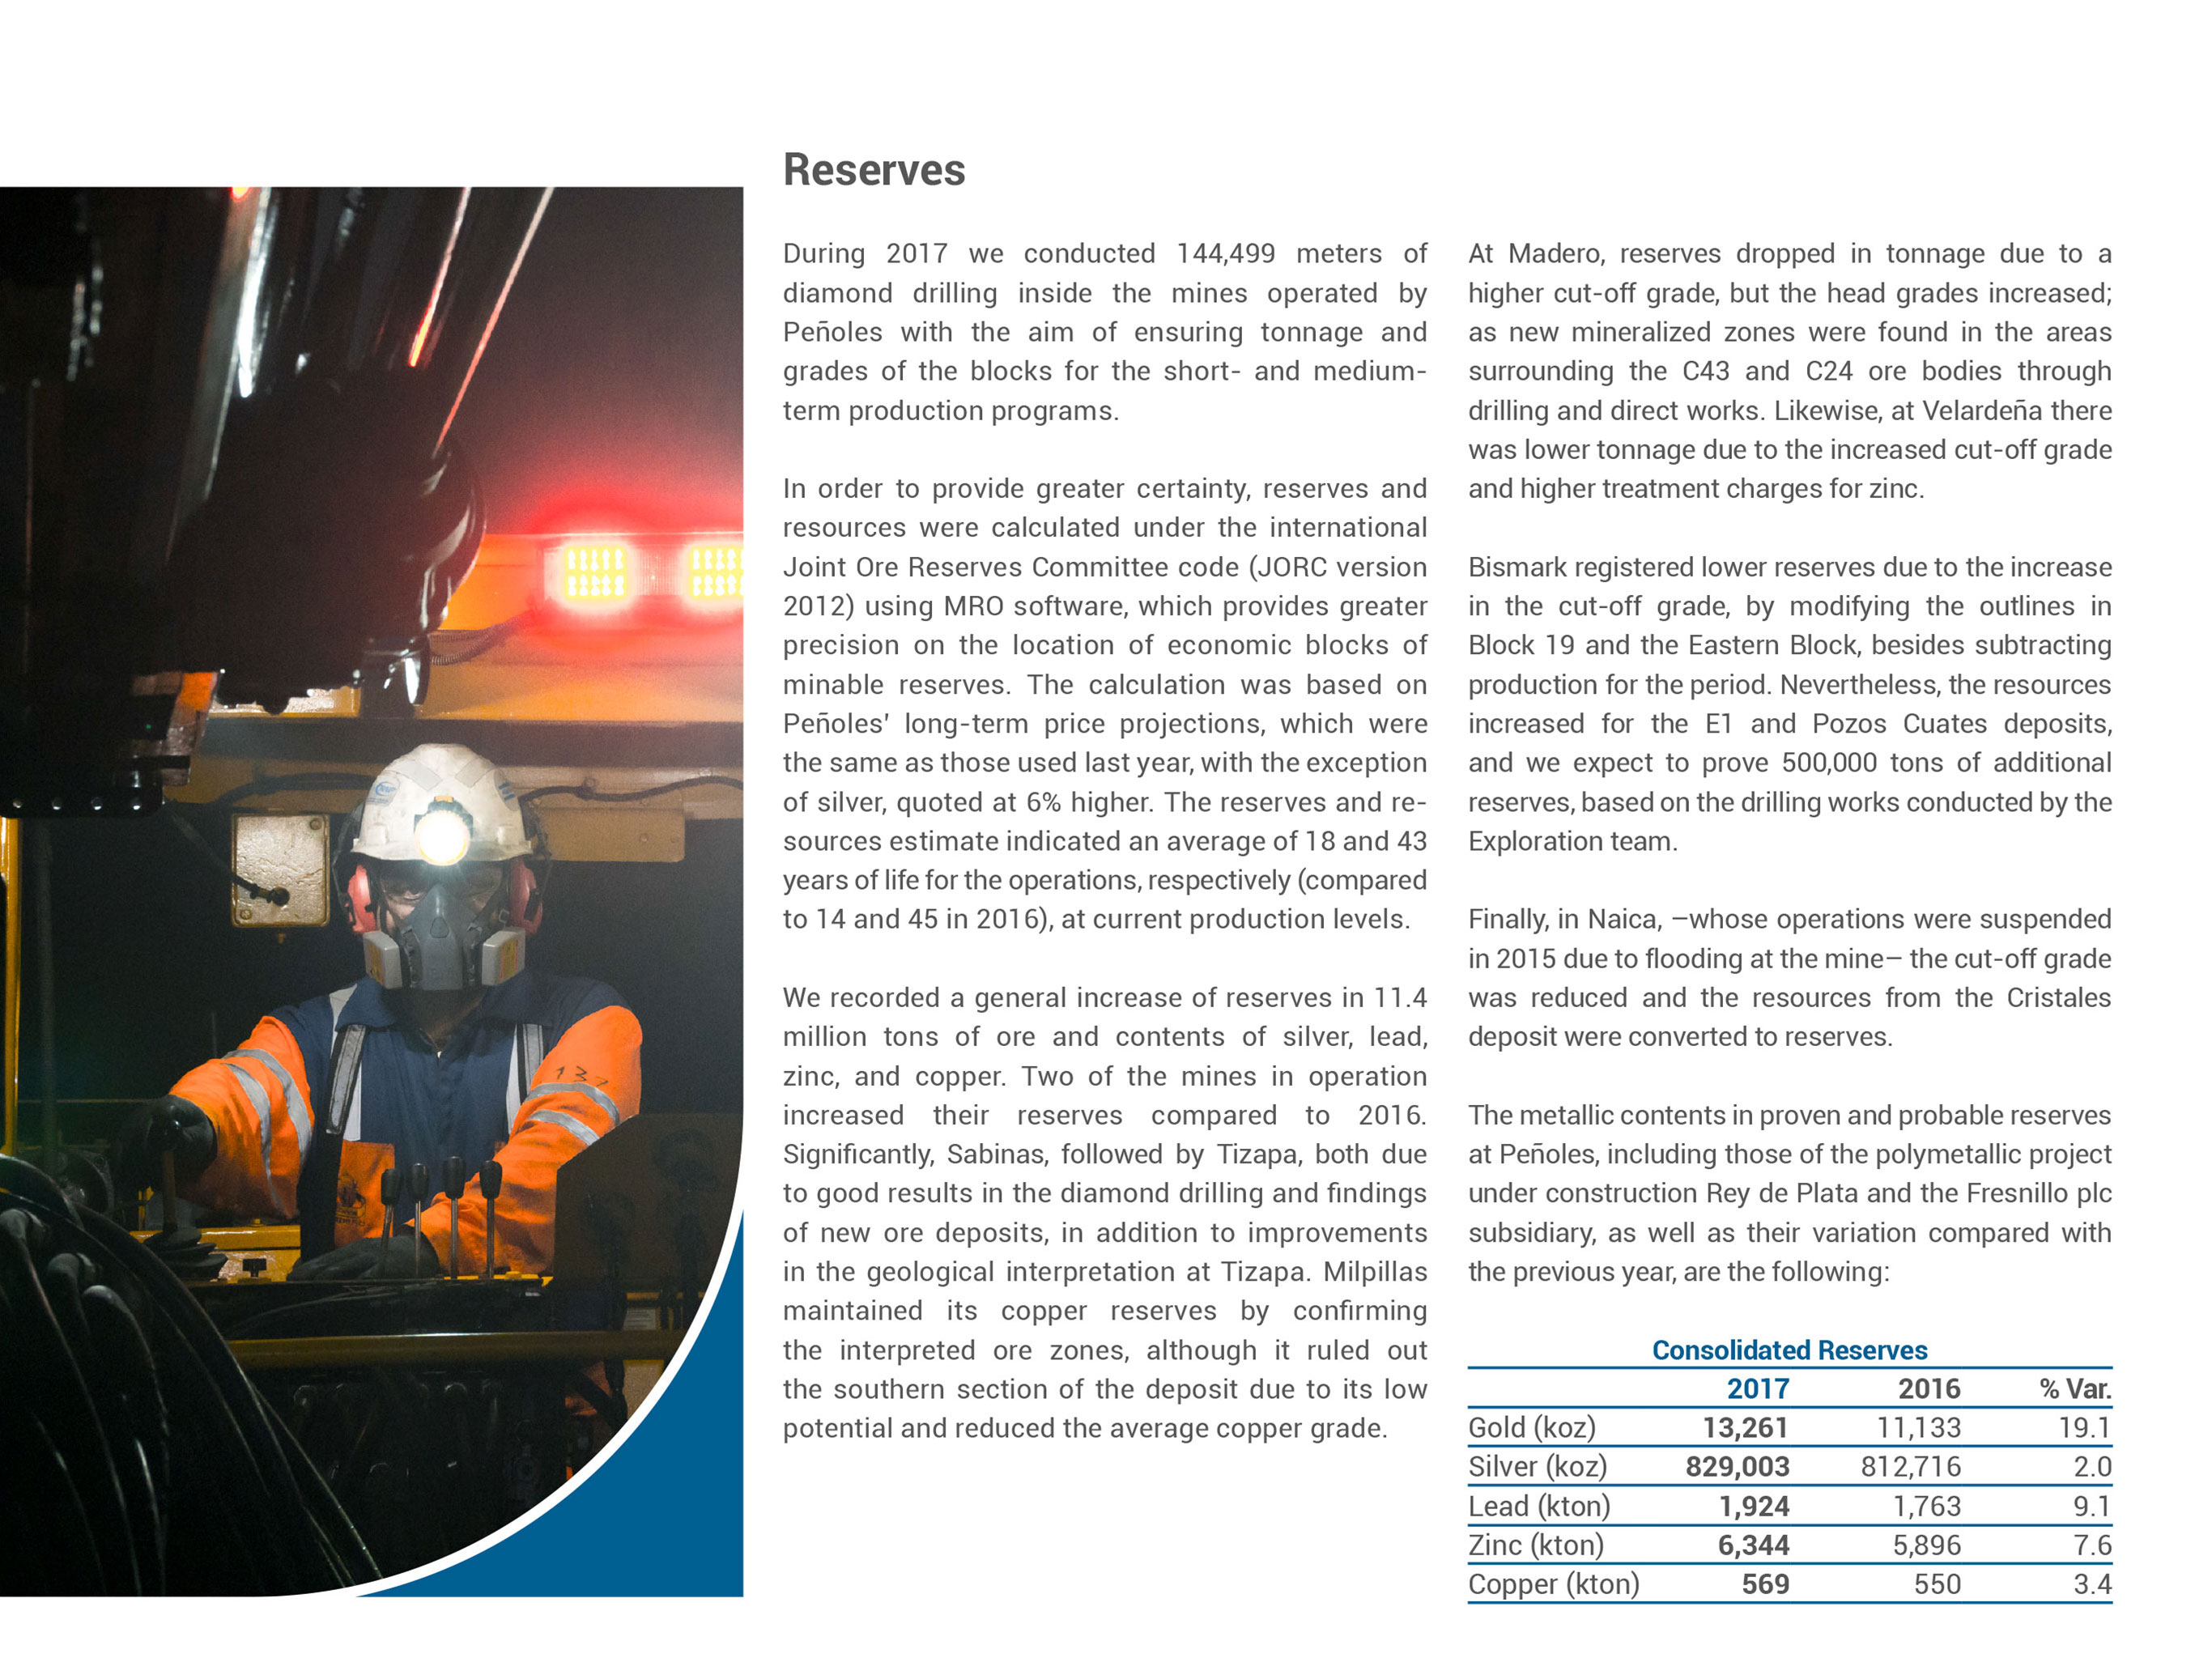 Reserves
During 2017 we conducted 144,499 meters of
diamond drilling inside the mines operated by
Peñoles with the aim of ensuring tonnage and
grades of the blocks for the short- and medium-
term production programs.
In order to provide greater certainty, reserves and
resources were calculated under the international
Joint Ore Reserves Committee code (JORC version
2012) using MRO software, which provides greater
precision on the location of economic blocks of
minable reserves. The calculation was based on
Peñoles' long-term price projections, which were
the same as those used last year, with the exception
of silver, quoted at 6% higher. The reserves and re-
sources estimate indicated an average of 18 and 43
years of life for the operations, respectively (compared
to 14 and 45 in 2016), at current production levels.
We recorded a general increase of reserves in 11.4
million tons of ore and contents of silver, lead,
zinc, and copper. Two of the mines in operation
increased their reserves compared to 2016.
Significantly, Sabinas, followed by Tizapa, both due
to good results in the diamond drilling and findings
of new ore deposits, in addition to improvements
in the geological interpretation at Tizapa. Milpillas
maintained its copper reserves by confirming
the interpreted ore zones, although it ruled out
the southern section of the deposit due to its low
potential and reduced the average copper grade.
At Madero, reserves dropped in tonnage due to a
higher cut-off grade, but the head grades increased;
as new mineralized zones were found in the areas
surrounding the C43 and C24 ore bodies through
drilling and direct works. Likewise, at Velardeña there
was lower tonnage due to the increased cut-off grade
and higher treatment charges for zinc.
Bismark registered lower reserves due to the increase
in the cut-off grade, by modifying the outlines in
Block 19 and the Eastern Block, besides subtracting
production for the period. Nevertheless, the resources
increased for the E1 and Pozos Cuates deposits,
and we expect to prove 500,000 tons of additional
reserves, based on the drilling works conducted by the
Exploration team.
Finally, in Naica, –whose operations were suspended
in 2015 due to flooding at the mine– the cut-off grade
was reduced and the resources from the Cristales
deposit were converted to reserves.
The metallic contents in proven and probable reserves
at Peñoles, including those of the polymetallic project
under construction Rey de Plata and the Fresnillo plc
subsidiary, as well as their variation compared with
the previous year, are the following:
Consolidated Reserves
2017 2016 % Var.
Gold (koz) 13,261 11,133 19.1
Silver (koz) 829,003 812,716 2.0
Lead (kton) 1,924 1,763 9.1
Zinc (kton) 6,344 5,896 7.6
Copper (kton) 569 550 3.4
137